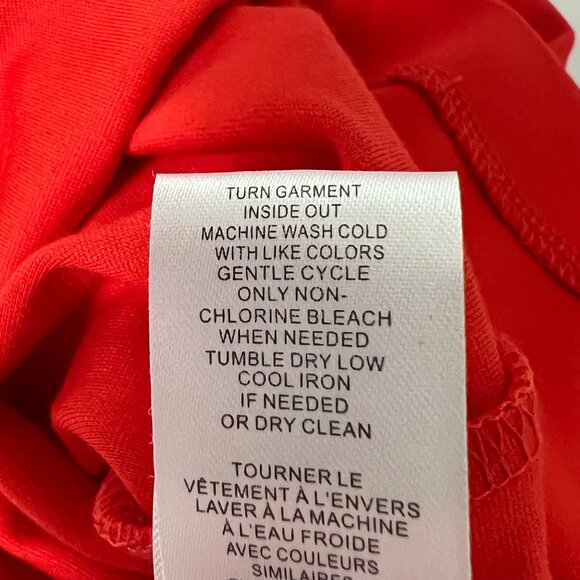 TURN GARMENT
INSIDE OUT
MACHINE WASH COLD
WITH LIKE COLORS
GENTLE CYCLE
ONLY NON-
CHLORINE BLEACH
WHEN NEEDED
TUMBLE DRY LOW
COOL IRON
IF NEEDED
OR DRY CLEAN
TOURNER LE
VÊTEMENT À L'ENVERS
LAVER À LA MACHINE
À L'EAU FROIDE
AVEC COULEURS
SIMILAIRES